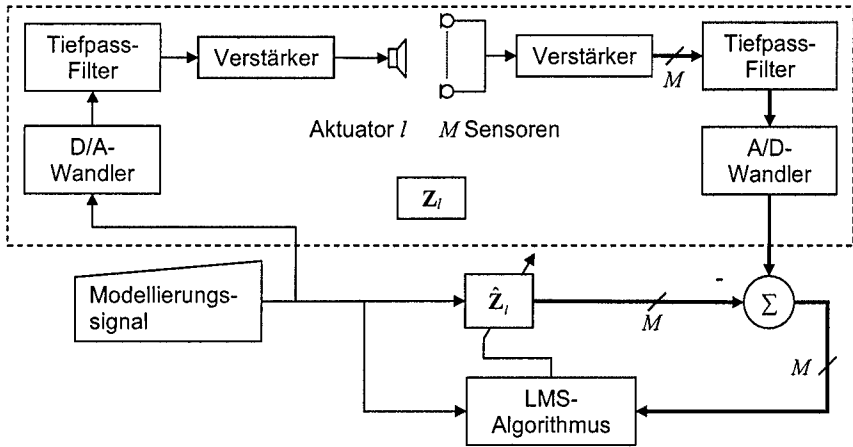 Tiefpass-
Filter
Verstärker
Verstärker
Tiefpass-
Filter
M
Aktuator l
M Sensoren
D/A-
Wandler
A/D-
Wandler
Z_l
Modellierungs-
signal
Ẑ_l
-
M
Σ
M
LMS-
Algorithmus